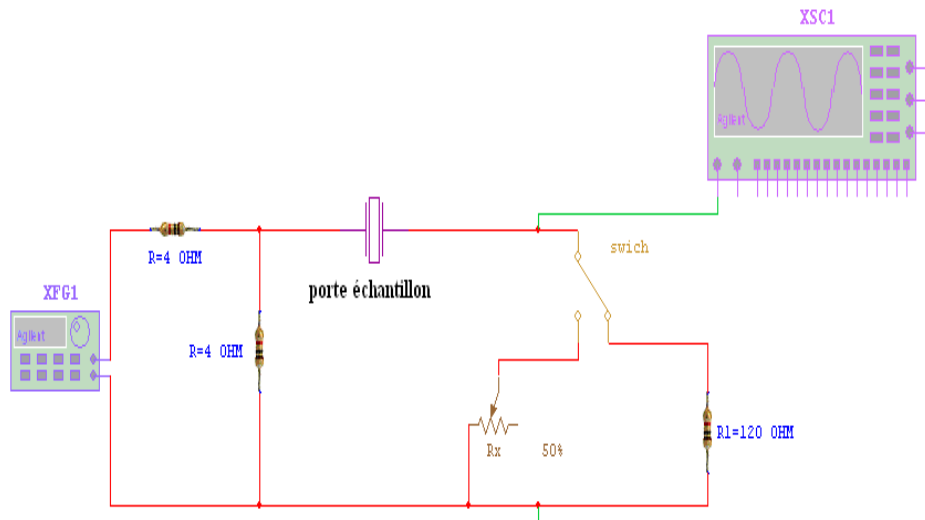 XSC1
Agilent
swich
R=4 OHM
porte échantillon
XFG1
Agilent
R=4 OHM
R1=120 OHM
Rx 50%